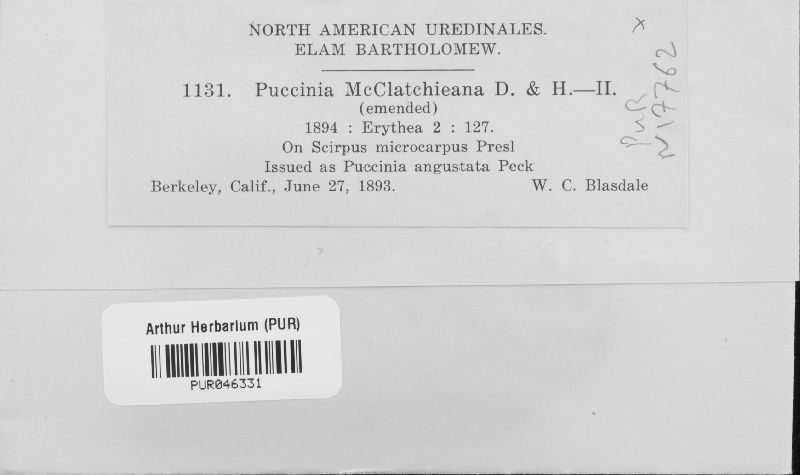 NORTH AMERICAN UREDINALES.
ELAM BARTHOLOMEW.
1131. Puccinia McClatchieana D. & H.—II.
(emended)
1894 : Erythea 2 : 127.
On Scirpus microcarpus Presl
Issued as Puccinia angustata Peck
Berkeley, Calif., June 27, 1893. W. C. Blasdale
x
PUR
N17762
Arthur Herbarium (PUR)
PUR046331